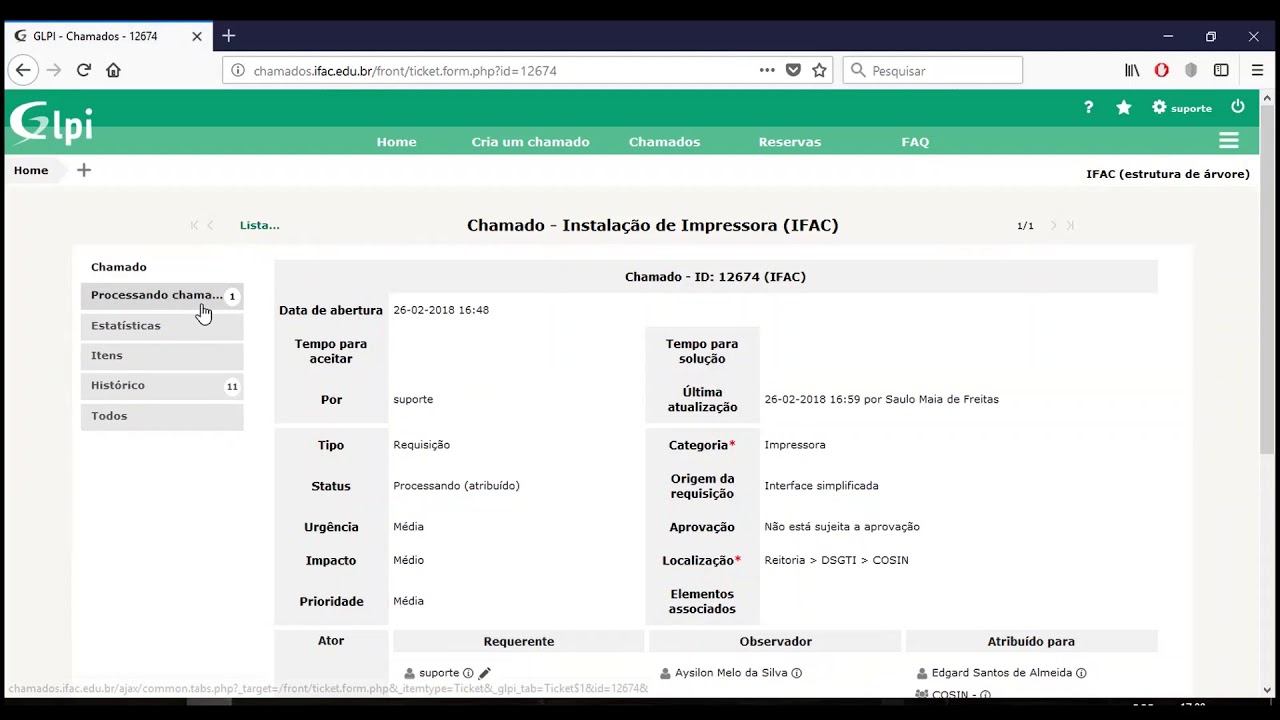 GLPI - Chamados - 12674
chamados.ifac.edu.br/front/ticket.form.php?id=12674
Pesquisar
Glpi
? suporte
Home Cria um chamado Chamados Reservas FAQ
Home
IFAC (estrutura de árvore)
Lista... Chamado - Instalação de Impressora (IFAC) 1/1
Chamado
Processando chama... 1
Estatísticas
Itens
Histórico 11
Todos
Chamado - ID: 12674 (IFAC)
Data de abertura 26-02-2018 16:48
Tempo para aceitar Tempo para solução
Por suporte Última atualização 26-02-2018 16:59 por Saulo Maia de Freitas
Tipo Requisição Categoria* Impressora
Status Processando (atribuído) Origem da requisição Interface simplificada
Urgência Média Aprovação Não está sujeita a aprovação
Impacto Médio Localização* Reitoria > DSGTI > COSIN
Prioridade Média Elementos associados
Ator Requerente Observador Atribuído para
suporte Aysilon Melo da Silva Edgard Santos de Almeida
COSIN -
chamados.ifac.edu.br/ajax/common.tabs.php?_target=/front/ticket.form.php&_itemtype=Ticket&_glpi_tab=Ticket$1&id=12674&